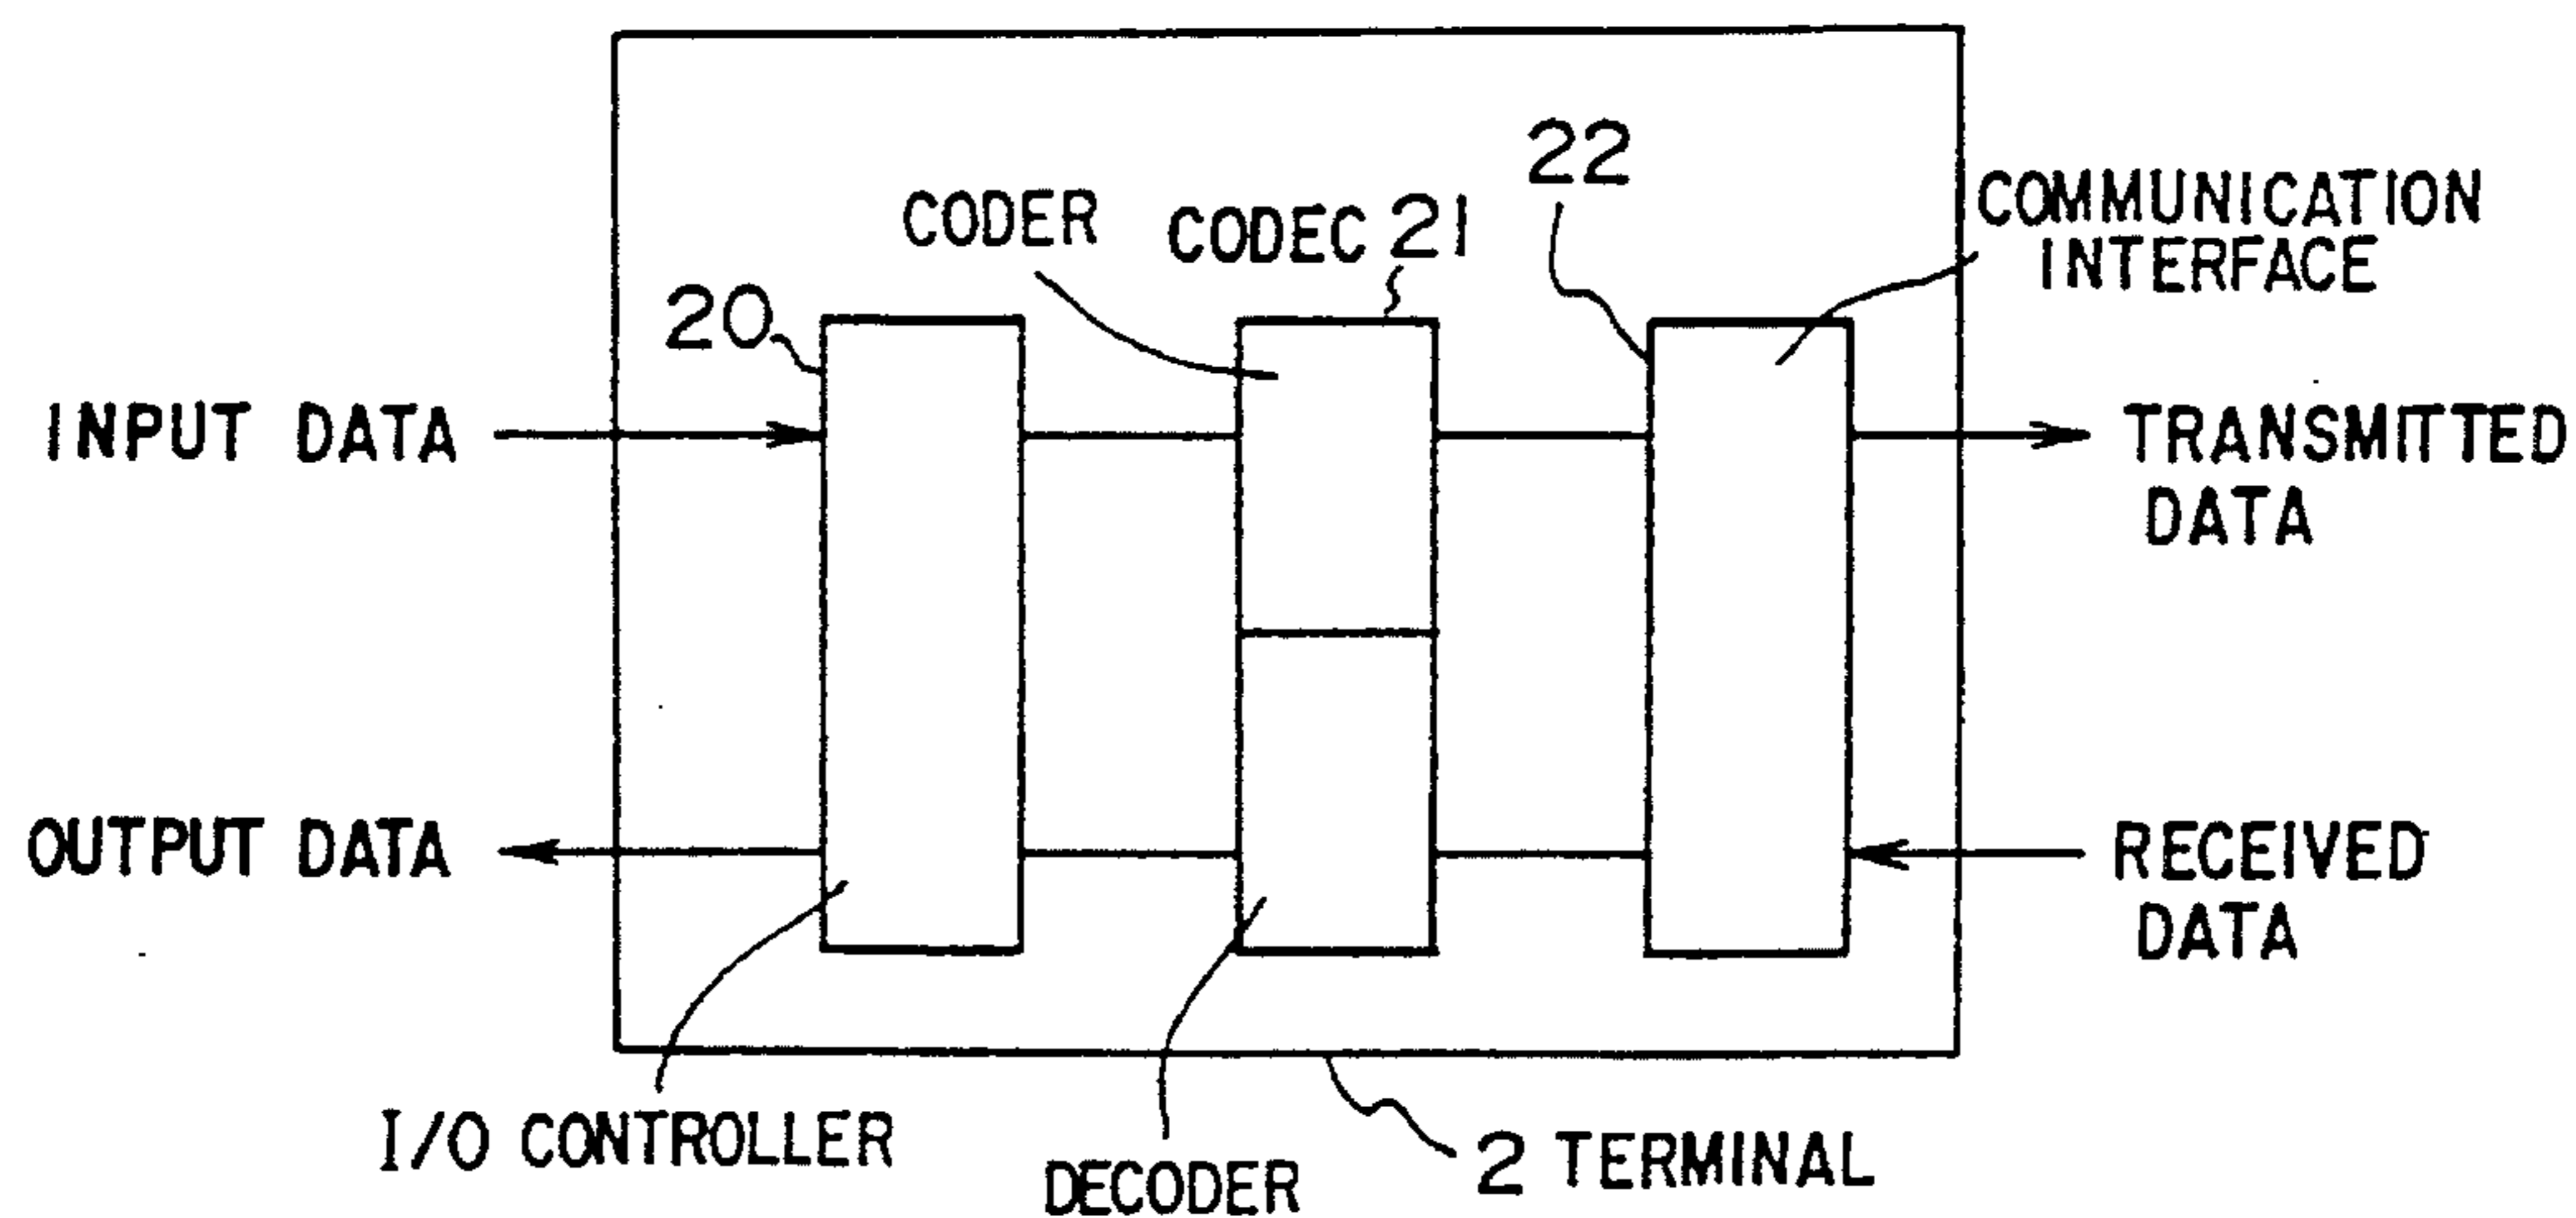 22
COMMUNICATION
INTERFACE
CODER
CODEC 21
20
INPUT DATA
TRANSMITTED
DATA
OUTPUT DATA
RECEIVED
DATA
I/O CONTROLLER
DECODER
2 TERMINAL